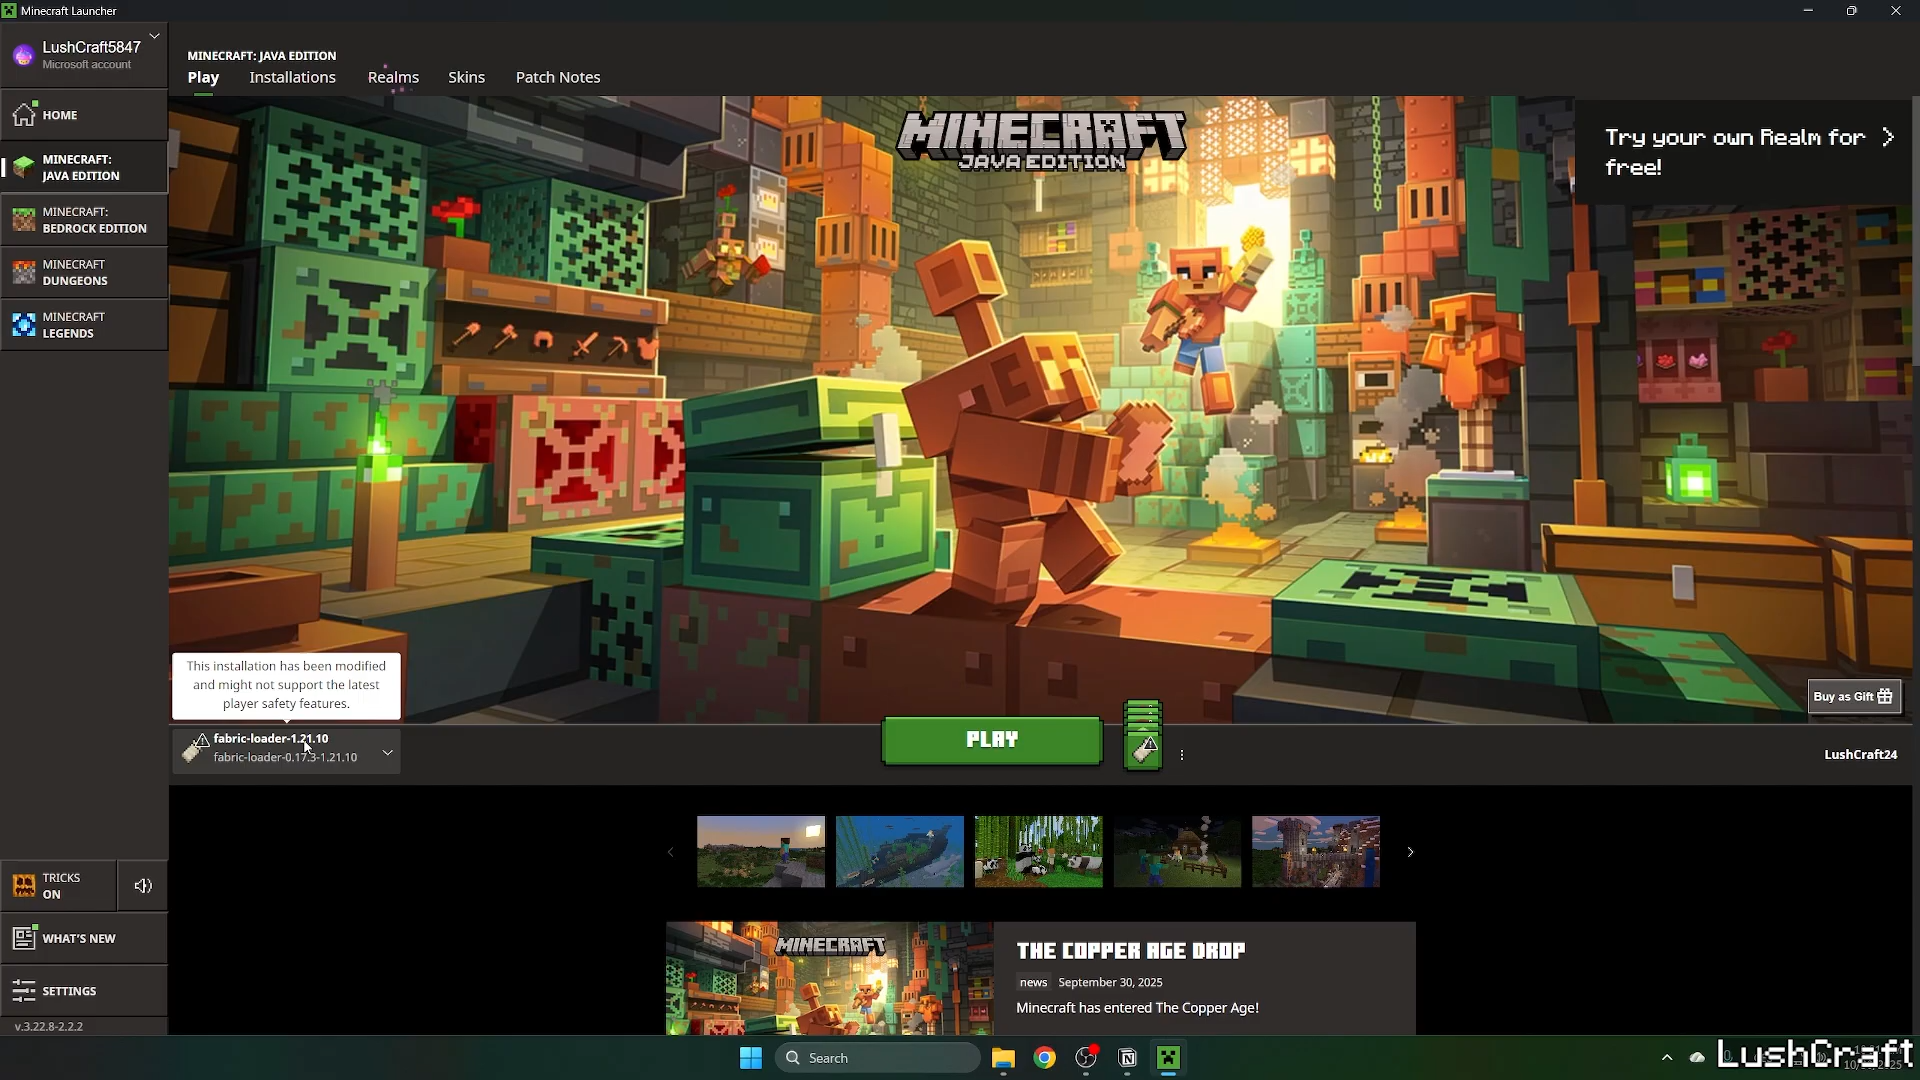 Minecraft Launcher
LushCraft5847
Microsoft account
MINECRAFT: JAVA EDITION
Play
Installations
Realms
Skins
Patch Notes
HOME
MINECRAFT:
JAVA EDITION
MINECRAFT:
BEDROCK EDITION
MINECRAFT
DUNGEONS
MINECRAFT
LEGENDS
MINECRAFT
JAVA EDITION
Try your own Realm for
free!
Buy as Gift
This installation has been modified
and might not support the latest
player safety features.
fabric-loader-1.21.10
fabric-loader-0.17.3-1.21.10
PLAY
LushCraft24
TRICKS
ON
WHAT'S NEW
SETTINGS
v.3.22.8-2.2.2
MINECRAFT
THE COPPER AGE DROP
news September 30, 2025
Minecraft has entered The Copper Age!
Search
LushCraft